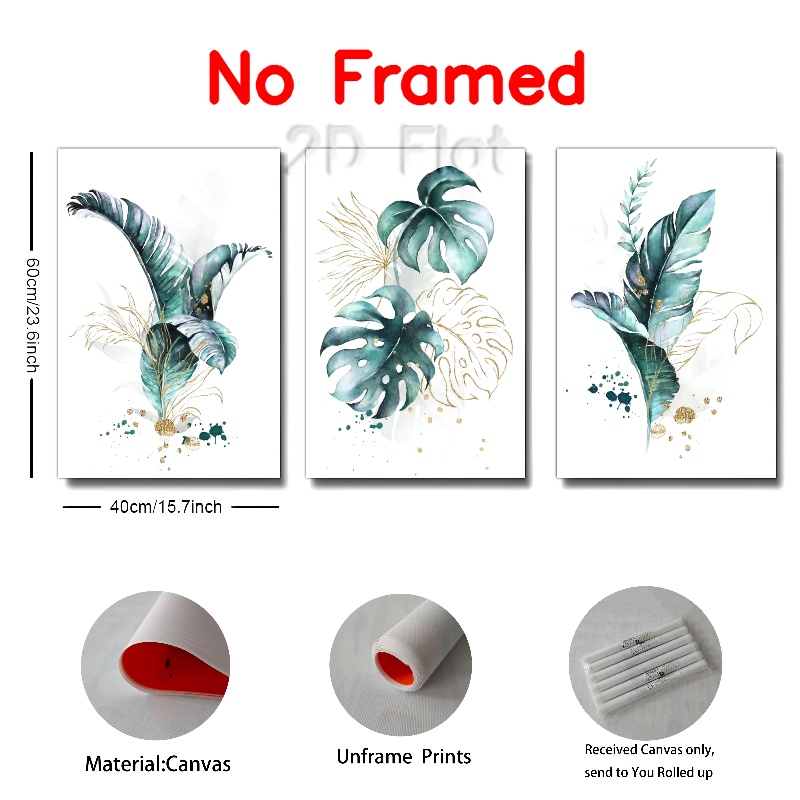 No Framed
2D Flat
60cm/23.6inch
40cm/15.7inch
Material:Canvas
Unframe Prints
Received Canvas only,
send to You Rolled up